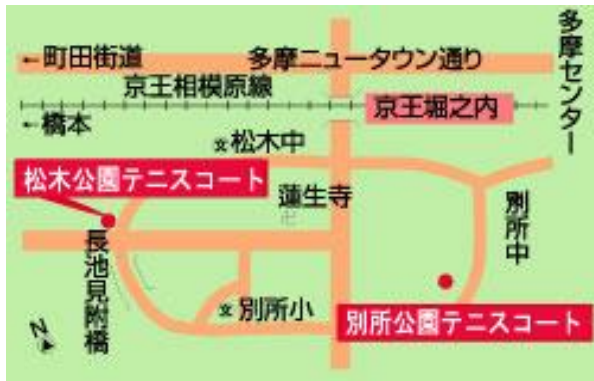 ←町田街道
多摩ニュータウン通り
多摩センター
京王相模原線
京王堀之内
←橋本
文松木中
松木公園テニスコート
蓮生寺
卍
別所中
長池見附橋
文別所小
別所公園テニスコート
N